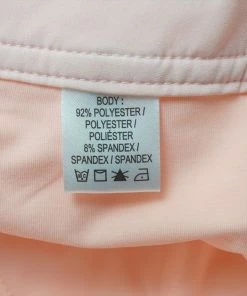 BODY :
92% POLYESTER /
POLYESTER /
POLIÉSTER
8% SPANDEX /
SPANDEX / SPANDEX